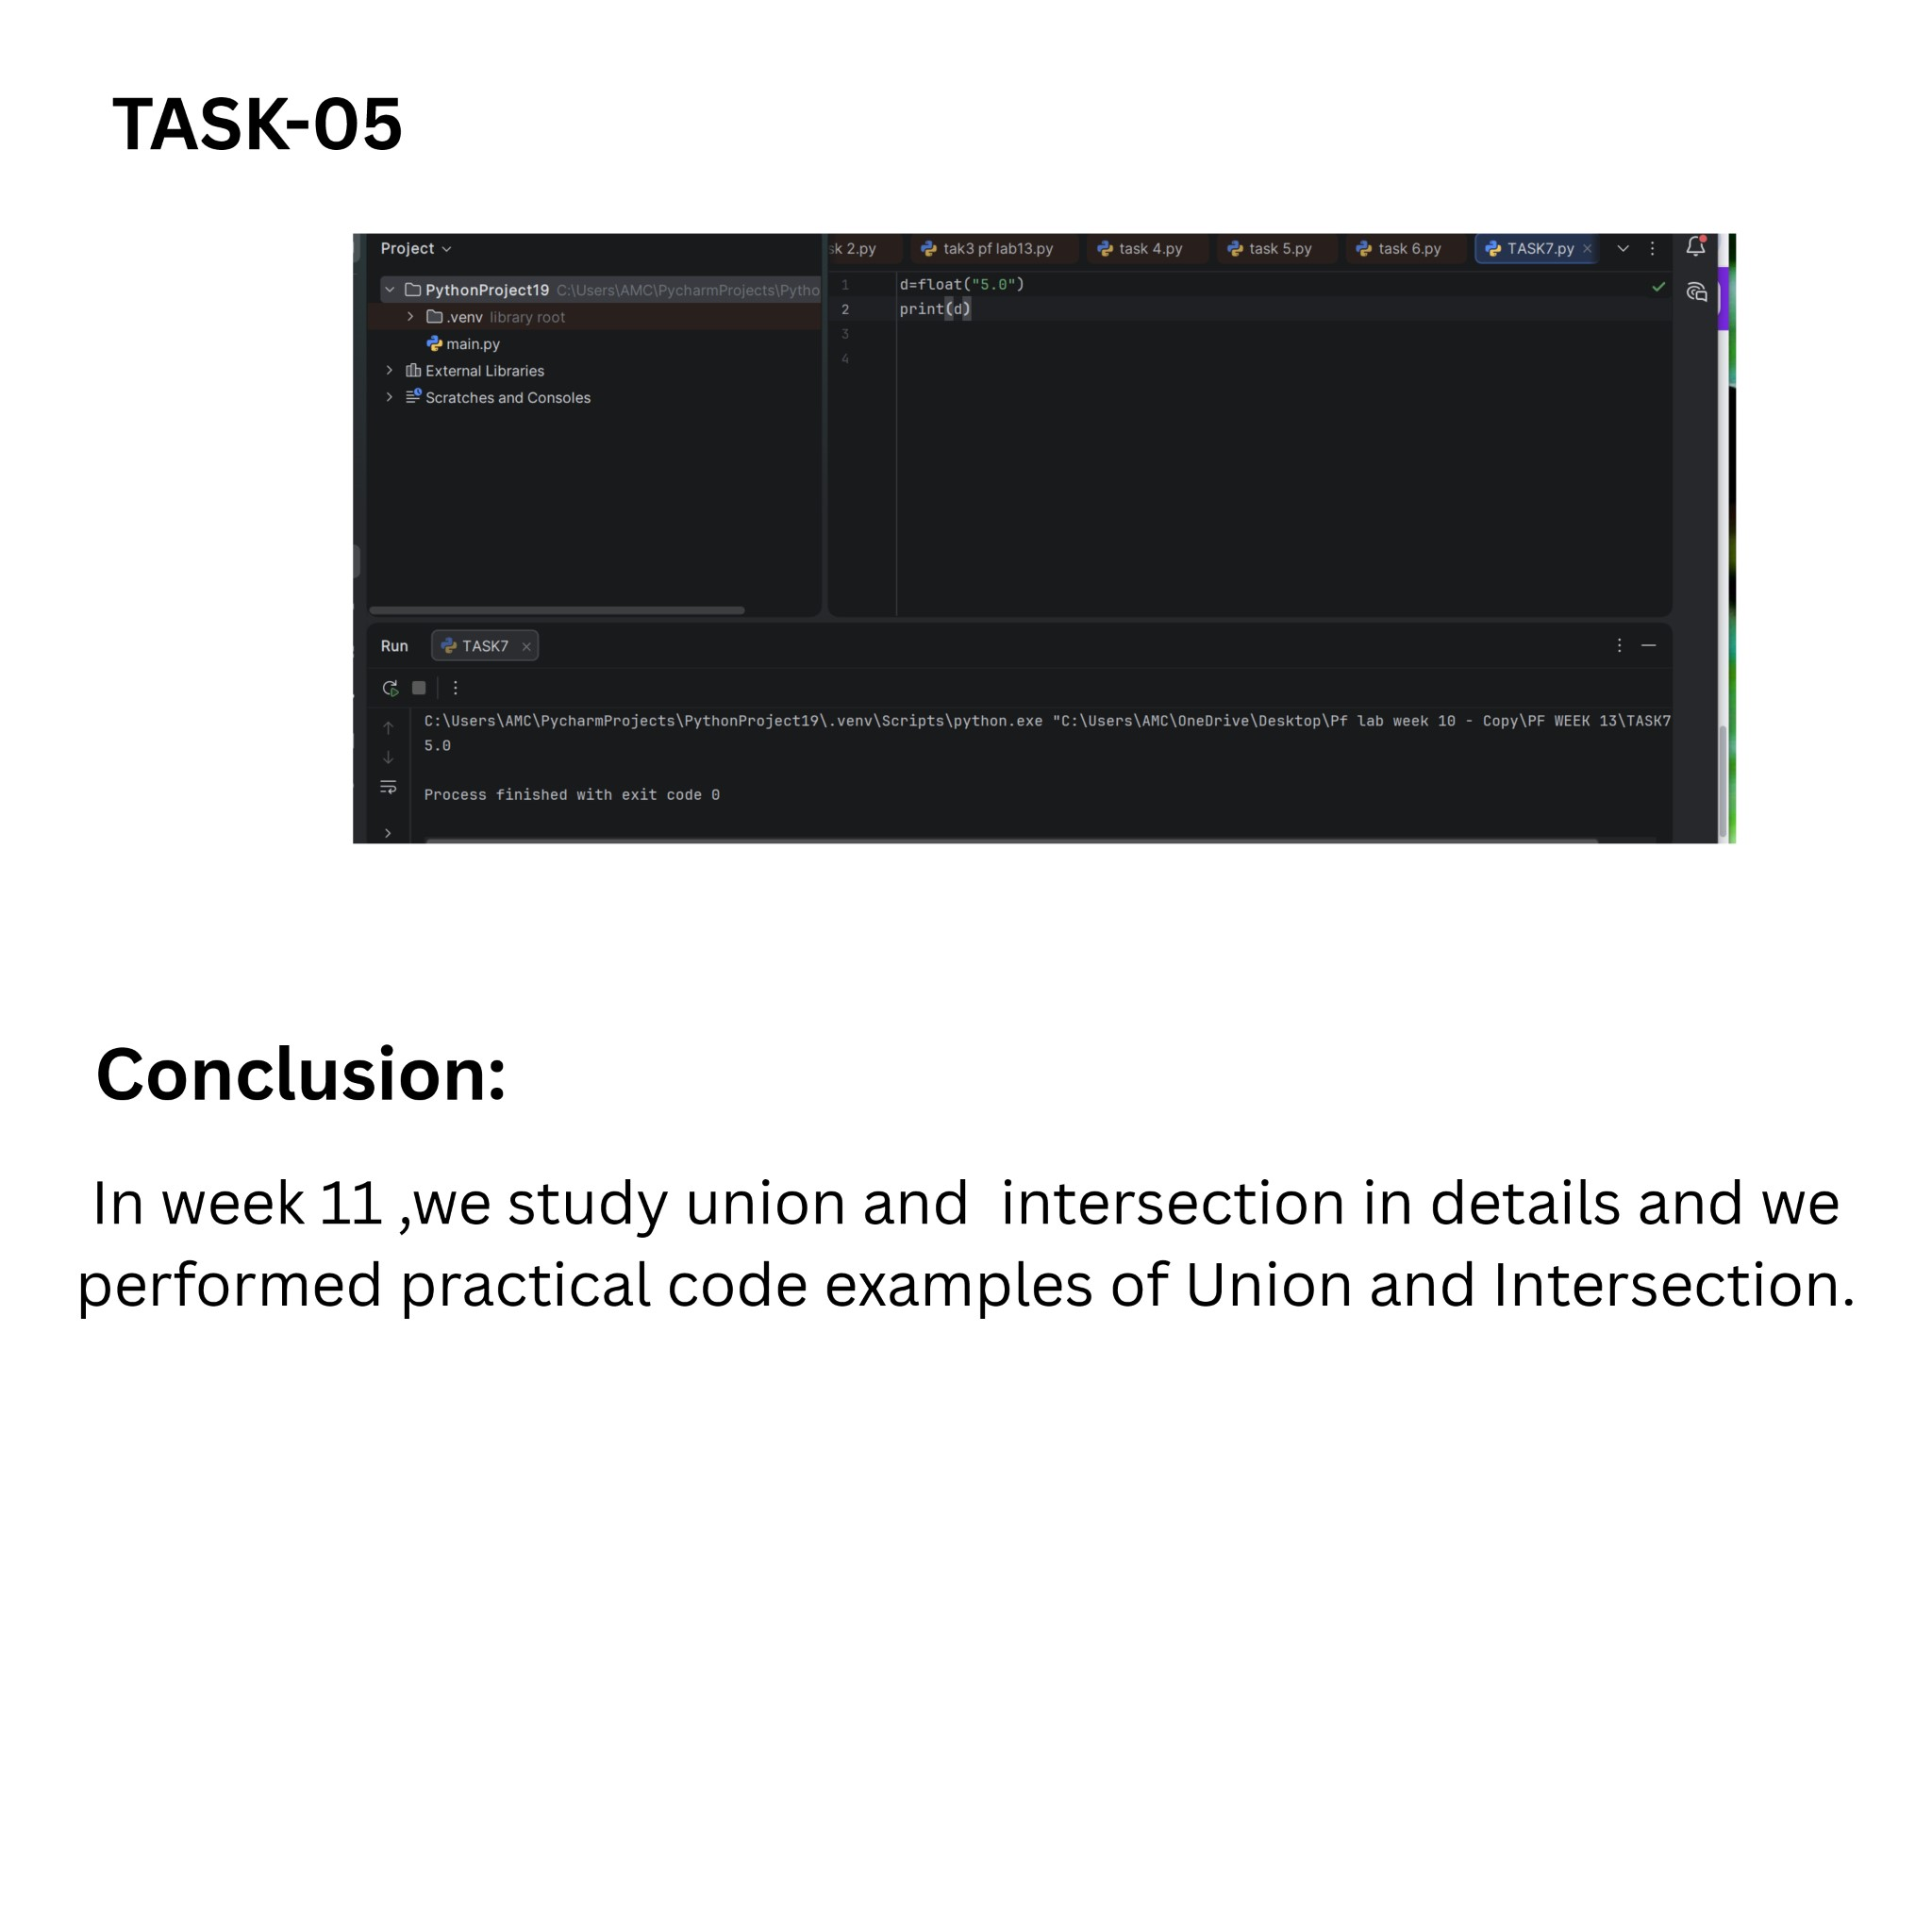 TASK-05
Project
sk 2.py tak3 pf lab13.py task 4.py task 5.py task 6.py TASK7.py
PythonProject19 C:\Users\AMC\PycharmProjects\Pytho
.venv library root
main.py
External Libraries
Scratches and Consoles
1 d=float("5.0")
2 print(d)
3
4
Run TASK7
C:\Users\AMC\PycharmProjects\PythonProject19\.venv\Scripts\python.exe "C:\Users\AMC\OneDrive\Desktop\Pf lab week 10 - Copy\PF WEEK 13\TASK7
5.0
Process finished with exit code 0
Conclusion:
In week 11 ,we study union and  intersection in details and we
performed practical code examples of Union and Intersection.